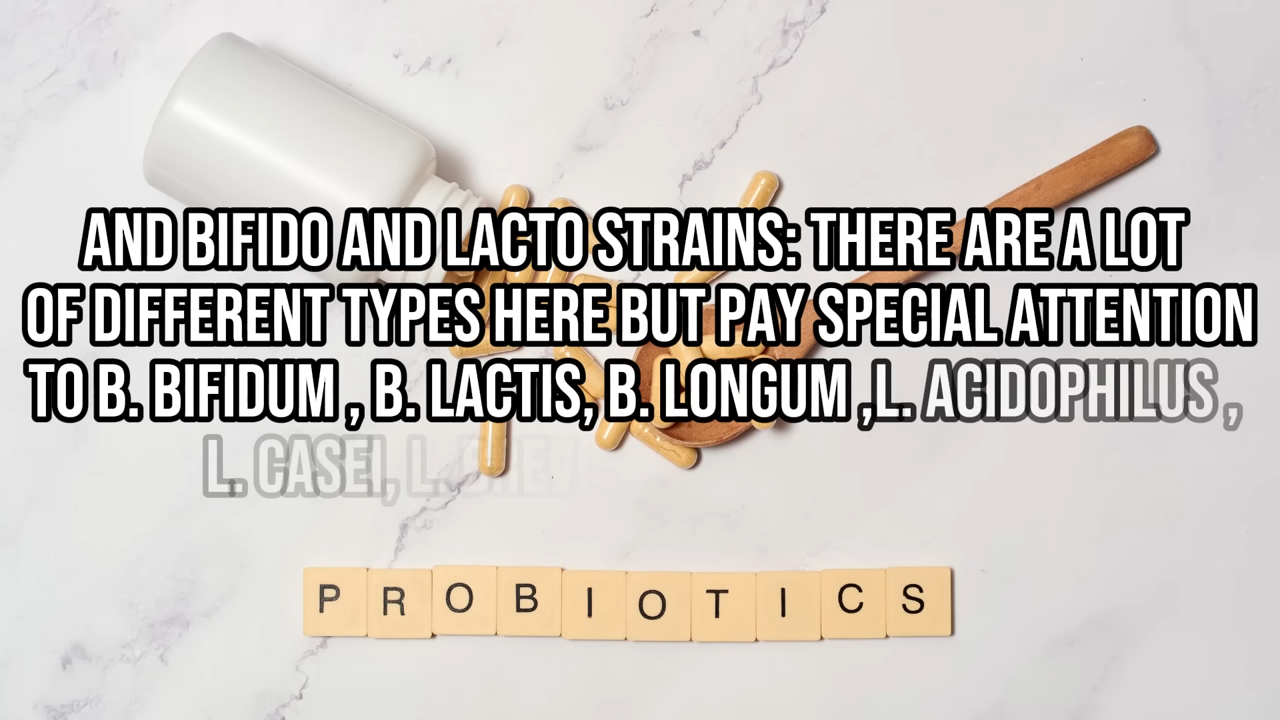 AND BIFIDO AND LACTO STRAINS: THERE ARE A LOT
OF DIFFERENT TYPES HERE BUT PAY SPECIAL ATTENTION
TO B. BIFIDUM , B. LACTIS, B. LONGUM ,L. ACIDOPHILUS ,
L. CASEI, L. BREVIS
PROBIOTICS